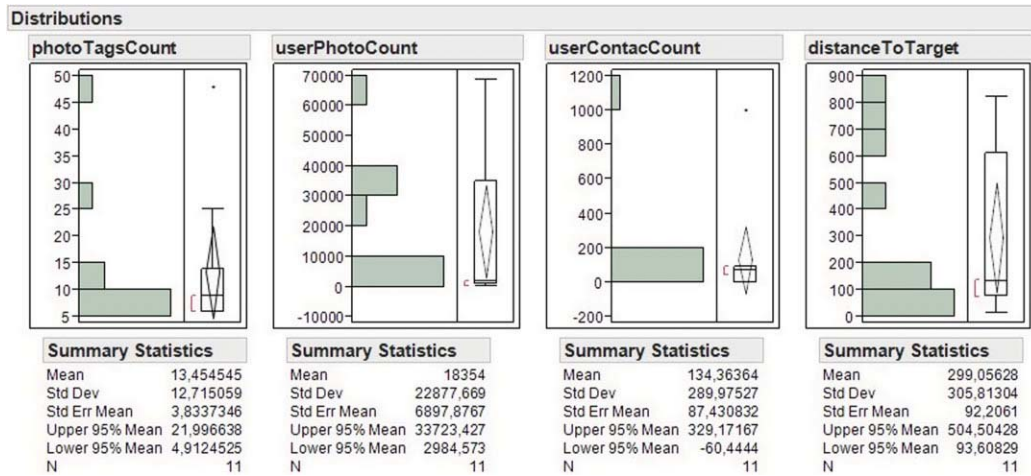 Distributions
photoTagsCount
50
45
40
35
30
25
20
15
10
5
Summary Statistics
Mean 13,454545
Std Dev 12,715059
Std Err Mean 3,8337346
Upper 95% Mean 21,996638
Lower 95% Mean 4,9124525
N 11
userPhotoCount
70000
60000
50000
40000
30000
20000
10000
0
-10000
Summary Statistics
Mean 18354
Std Dev 22877,669
Std Err Mean 6897,8767
Upper 95% Mean 33723,427
Lower 95% Mean 2984,573
N 11
userContacCount
1200
1000
800
600
400
200
0
-200
Summary Statistics
Mean 134,36364
Std Dev 289,97527
Std Err Mean 87,430832
Upper 95% Mean 329,17167
Lower 95% Mean -60,4444
N 11
distanceToTarget
900
800
700
600
500
400
300
200
100
0
Summary Statistics
Mean 299,05628
Std Dev 305,81304
Std Err Mean 92,2061
Upper 95% Mean 504,50428
Lower 95% Mean 93,60829
N 11